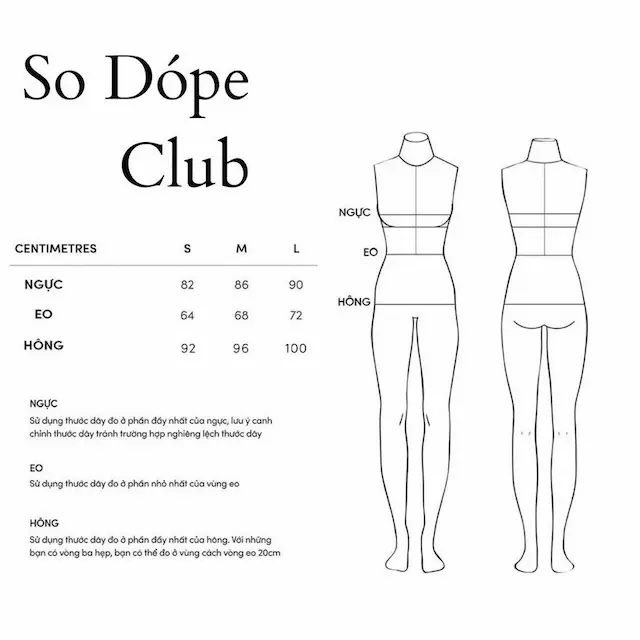 So Dópe
Club
CENTIMETRES S M L
NGỰC 82 86 90
EO 64 68 72
HÔNG 92 96 100
NGỰC
Sử dụng thước dây đo ở phần đầy nhất của ngực, lưu ý canh
chỉnh thước dây tránh trường hợp nghiêng lệch thước dây
EO
Sử dụng thước dây đo ở phần nhỏ nhất của vùng eo
HÔNG
Sử dụng thước dây đo ở phần đầy nhất của hông. Với những
bạn có vòng ba hẹp, bạn có thể đo ở vùng cách vòng eo 20cm
NGỰC
EO
HÔNG